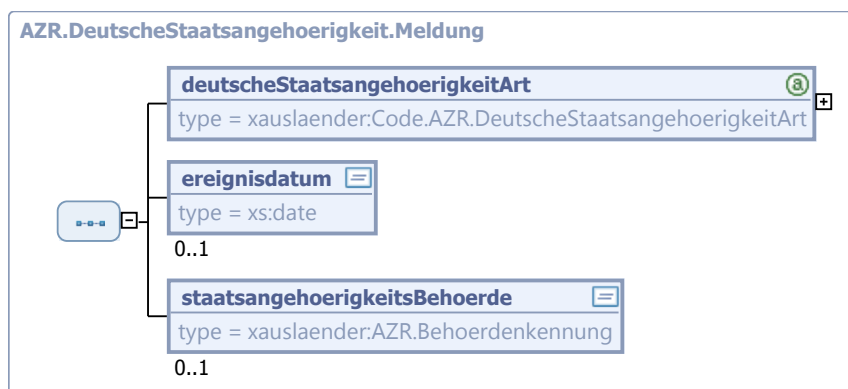 AZR.DeutscheStaatsangehoerigkeit.Meldung
deutscheStaatsangehoerigkeitArt
type = xauslaender:Code.AZR.DeutscheStaatsangehoerigkeitArt
ereignisdatum
type = xs:date
0..1
staatsangehoerigkeitsBehoerde
type = xauslaender:AZR.Behoerdenkennung
0..1